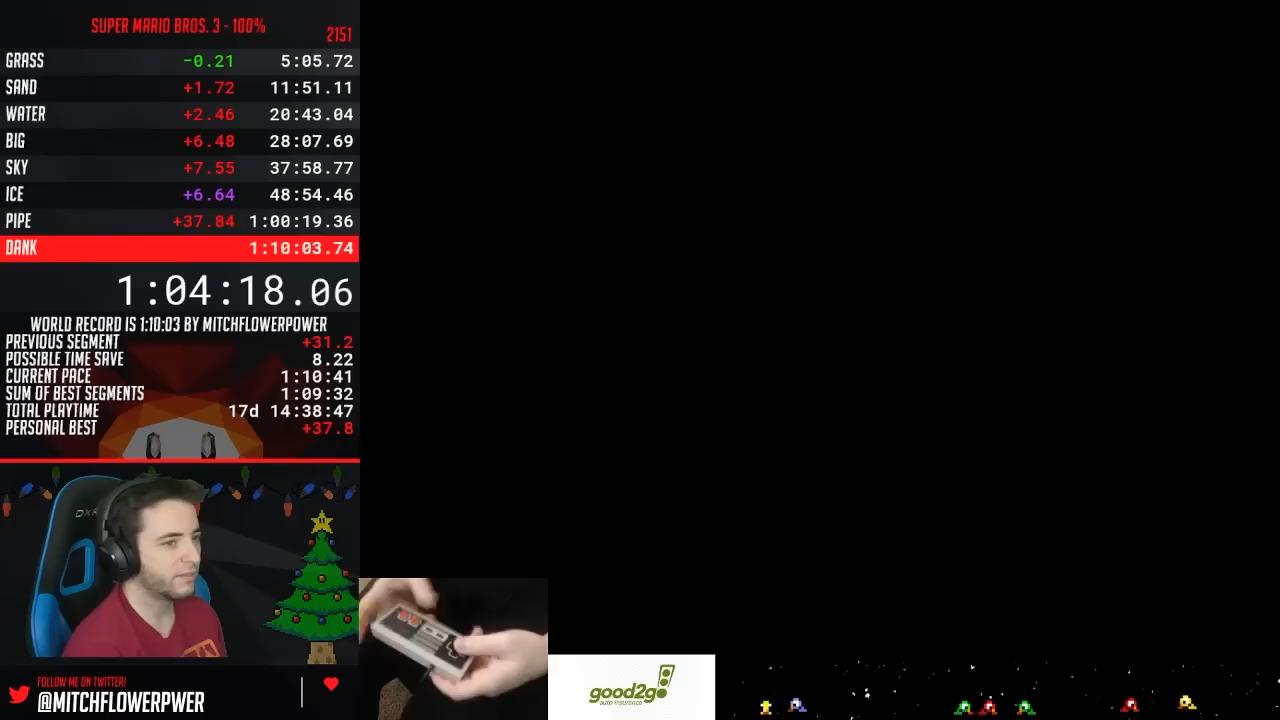 SUPER MARIO BROS. 3 - 100%
2151
GRASS -0.21 5:05.72
SAND +1.72 11:51.11
WATER +2.46 20:43.04
BIG +6.48 28:07.69
SKY +7.55 37:58.77
ICE +6.64 48:54.46
PIPE +37.84 1:00:19.36
DANK 1:10:03.74
1:04:18.06
WORLD RECORD IS 1:10:03 BY MITCHFLOWERPOWER
PREVIOUS SEGMENT +31.2
POSSIBLE TIME SAVE 8.22
CURRENT PACE 1:10:41
SUM OF BEST SEGMENTS 1:09:32
TOTAL PLAYTIME 17d 14:38:47
PERSONAL BEST +37.8
FOLLOW ME ON TWITTER!
@MITCHFLOWERPWER
good2go
auto insurance